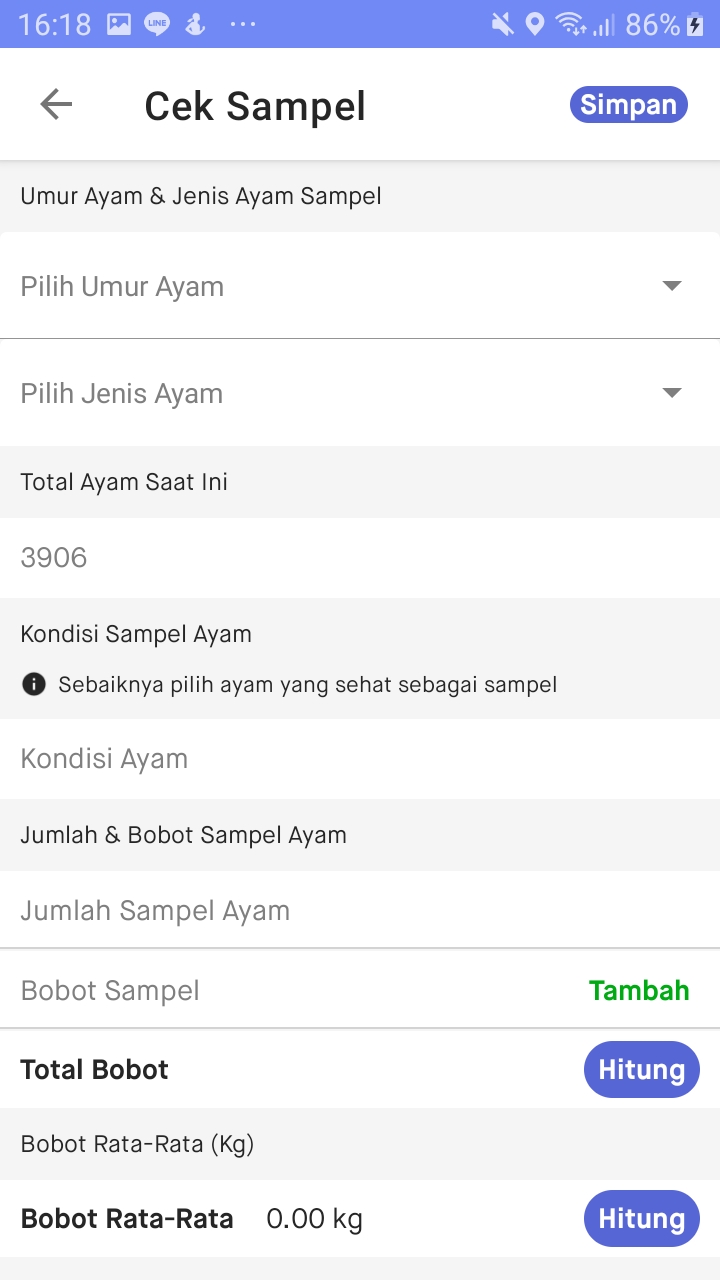 16:18 LINE ... 86%
Cek Sampel Simpan
Umur Ayam & Jenis Ayam Sampel
Pilih Umur Ayam
Pilih Jenis Ayam
Total Ayam Saat Ini
3906
Kondisi Sampel Ayam
Sebaiknya pilih ayam yang sehat sebagai sampel
Kondisi Ayam
Jumlah & Bobot Sampel Ayam
Jumlah Sampel Ayam
Bobot Sampel Tambah
Total Bobot Hitung
Bobot Rata-Rata (Kg)
Bobot Rata-Rata 0.00 kg Hitung